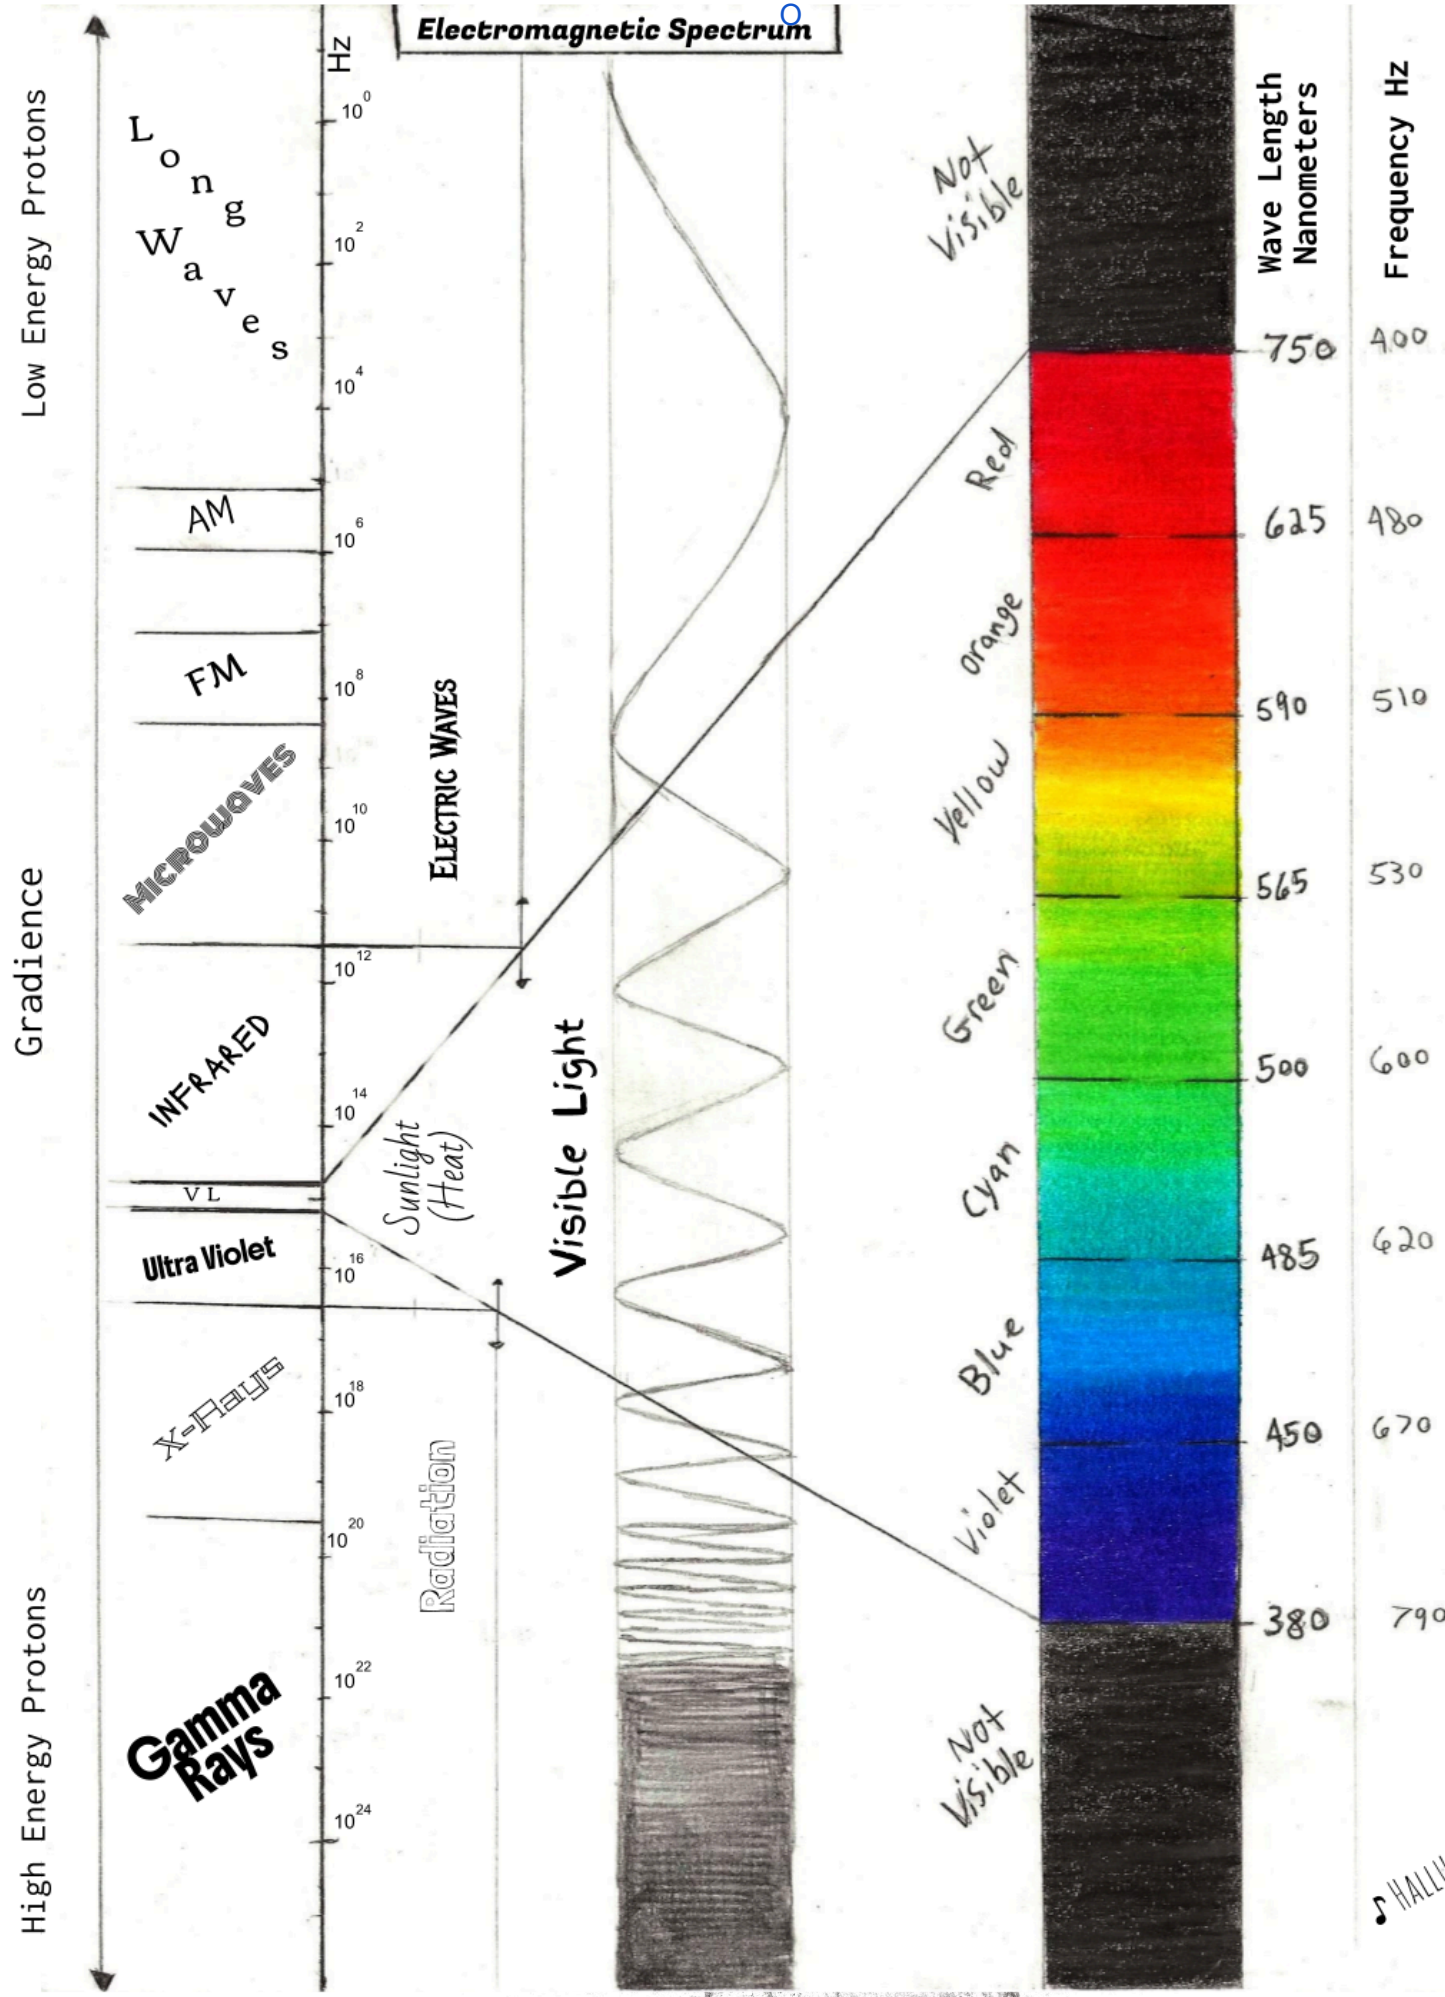 Electromagnetic Spectrum
Low Energy Protons
Gradience
High Energy Protons
Long
Waves
AM
FM
MICROWAVES
INFRARED
VL
Ultra Violet
X-Rays
Gamma
Rays
Hz
10^0
10^2
10^4
10^6
10^8
10^10
10^12
10^14
10^16
10^18
10^20
10^22
10^24
ELECTRIC WAVES
Sunlight
(Heat)
Radiation
Visible Light
Not
Visible
Red
Orange
Yellow
Green
Cyan
Blue
Violet
Not
Visible
Wave Length
Nanometers
750
625
590
565
500
485
450
380
Frequency Hz
400
480
510
530
600
620
670
790